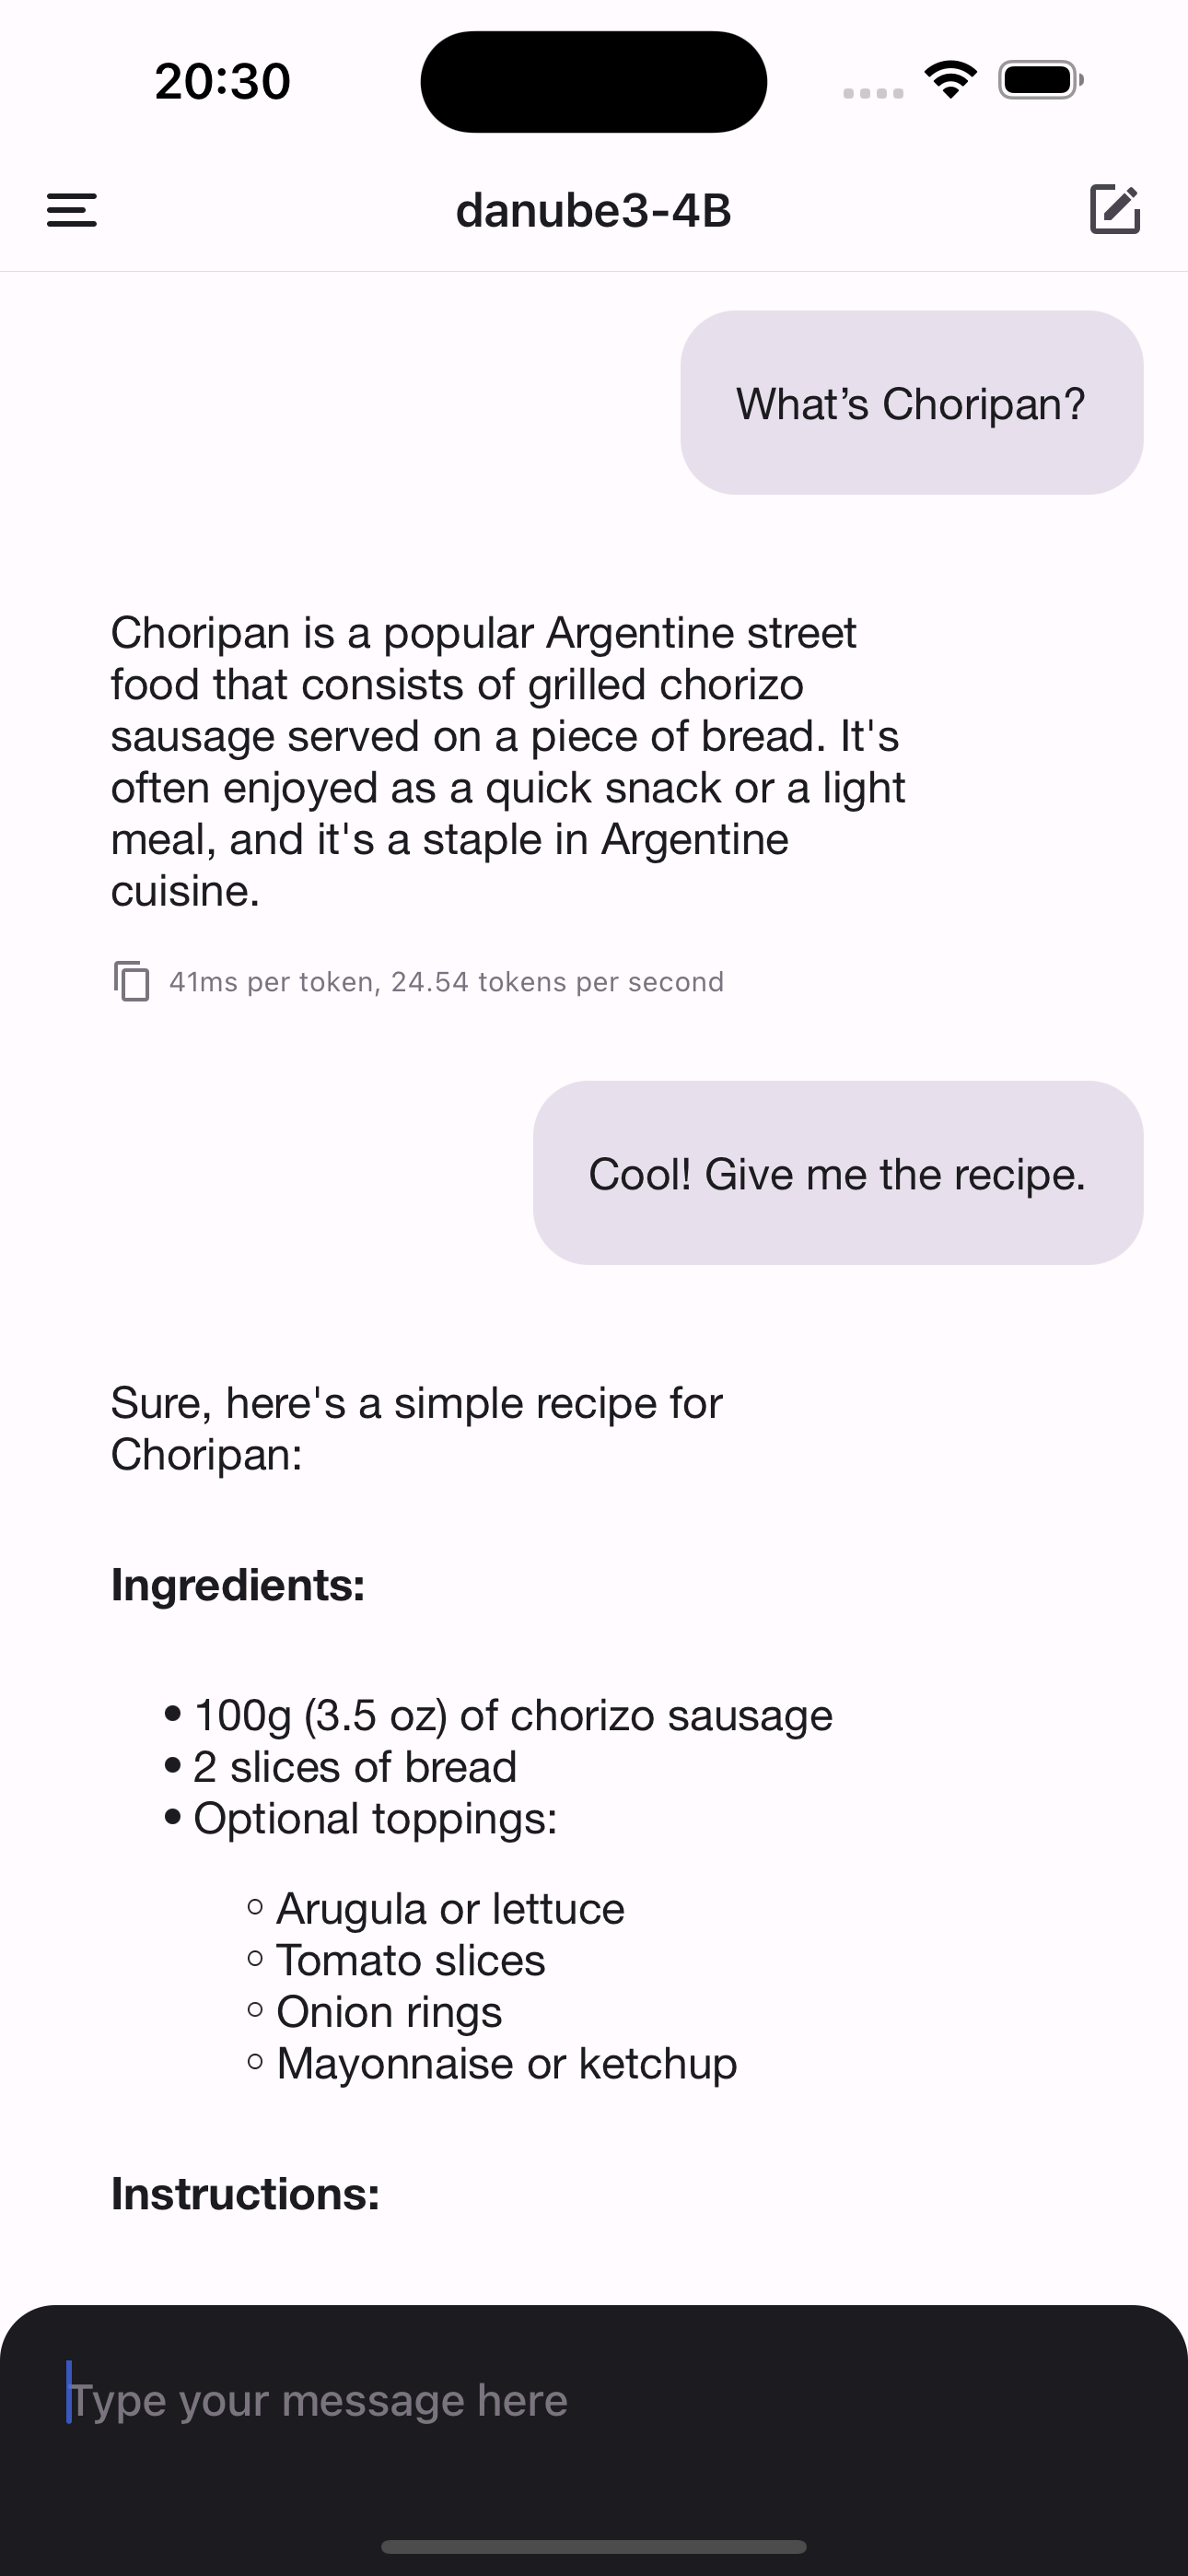 20:30
danube3-4B
What’s Choripan?
Choripan is a popular Argentine street
food that consists of grilled chorizo
sausage served on a piece of bread. It's
often enjoyed as a quick snack or a light
meal, and it's a staple in Argentine
cuisine.
41ms per token, 24.54 tokens per second
Cool! Give me the recipe.
Sure, here's a simple recipe for
Choripan:
Ingredients:
• 100g (3.5 oz) of chorizo sausage
• 2 slices of bread
• Optional toppings:
◦ Arugula or lettuce
◦ Tomato slices
◦ Onion rings
◦ Mayonnaise or ketchup
Instructions:
Type your message here